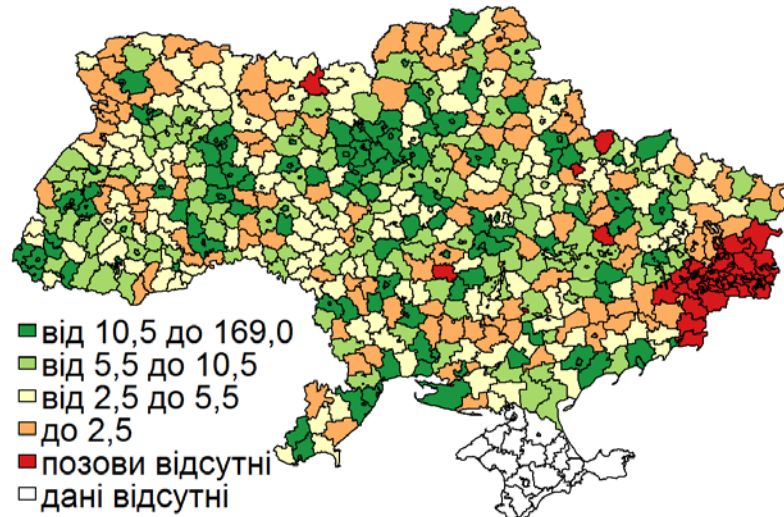 від 10,5 до 169,0
від 5,5 до 10,5
від 2,5 до 5,5
до 2,5
позови відсутні
дані відсутні